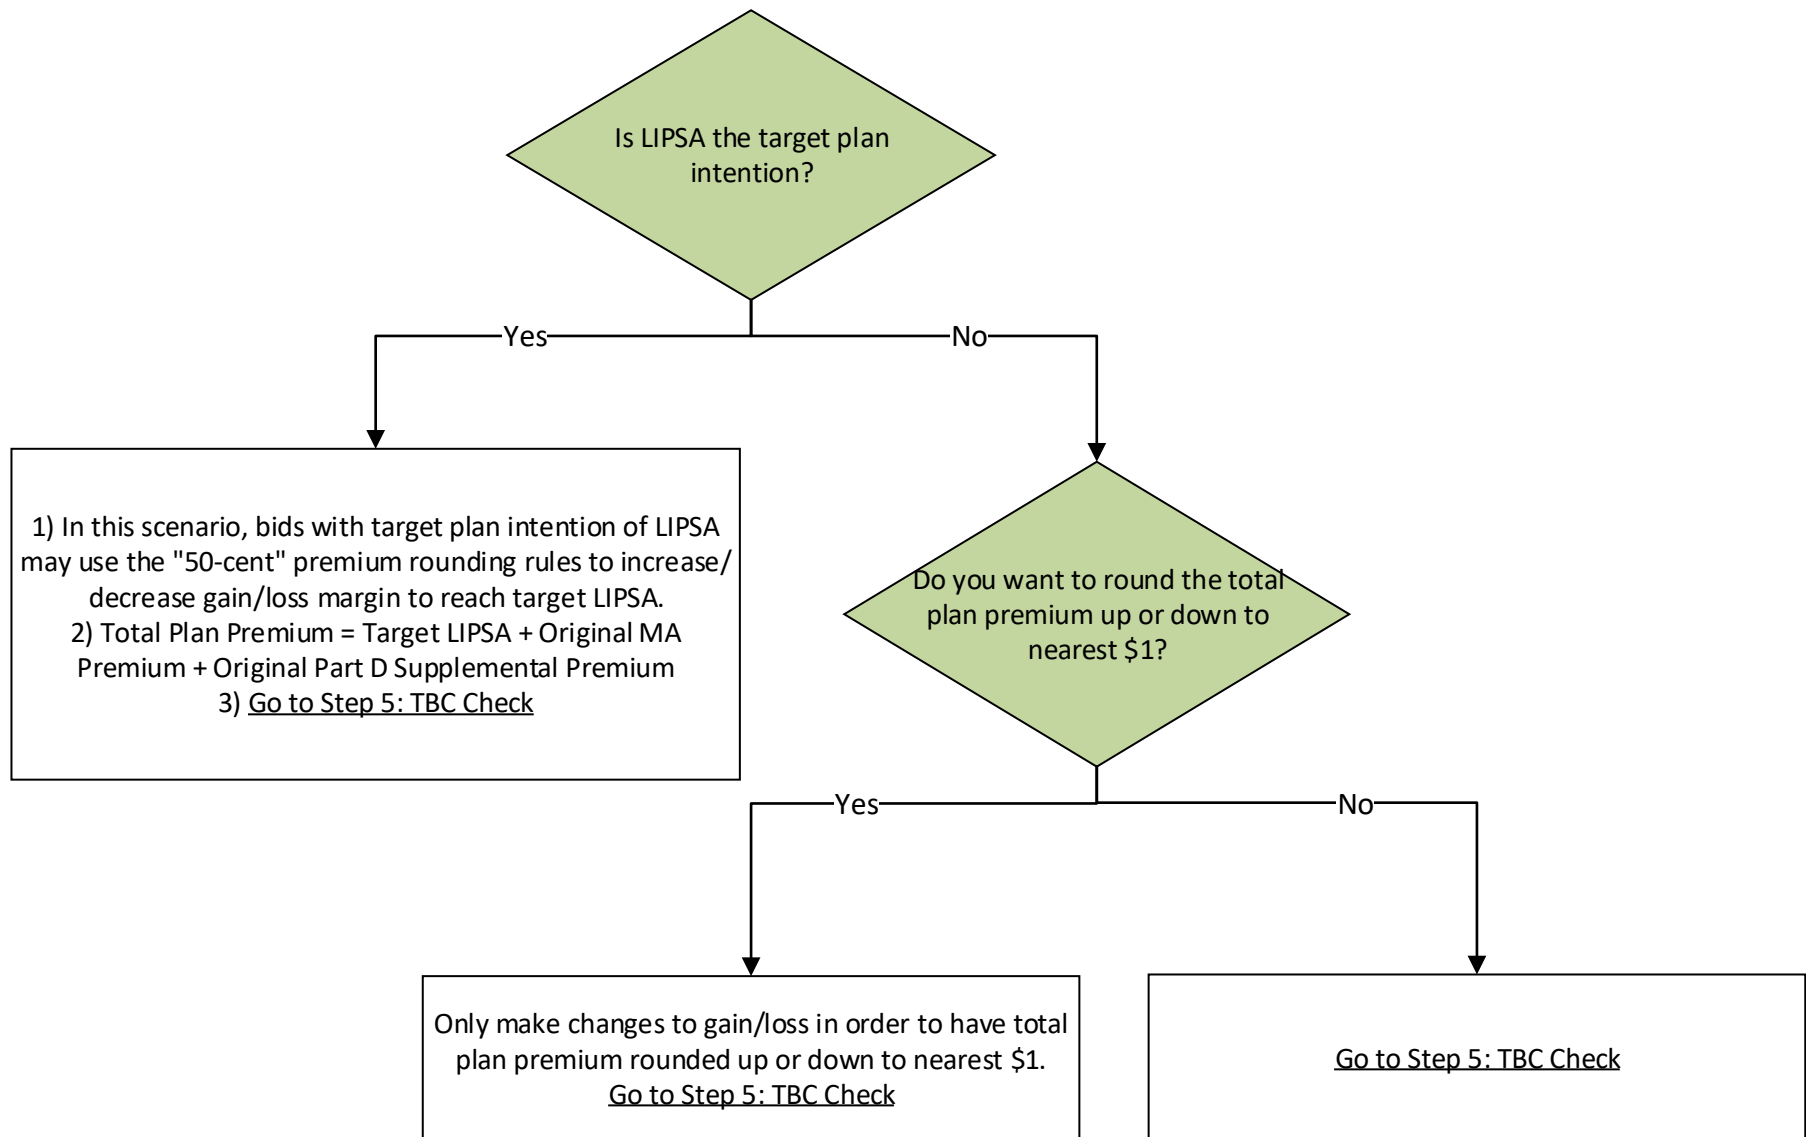 Is LIPSA the target plan
intention?
Yes
No
1) In this scenario, bids with target plan intention of LIPSA
may use the "50-cent" premium rounding rules to increase/
decrease gain/loss margin to reach target LIPSA.
2) Total Plan Premium = Target LIPSA + Original MA
Premium + Original Part D Supplemental Premium
3) Go to Step 5: TBC Check
Do you want to round the total
plan premium up or down to
nearest $1?
Yes
No
Only make changes to gain/loss in order to have total
plan premium rounded up or down to nearest $1.
Go to Step 5: TBC Check
Go to Step 5: TBC Check